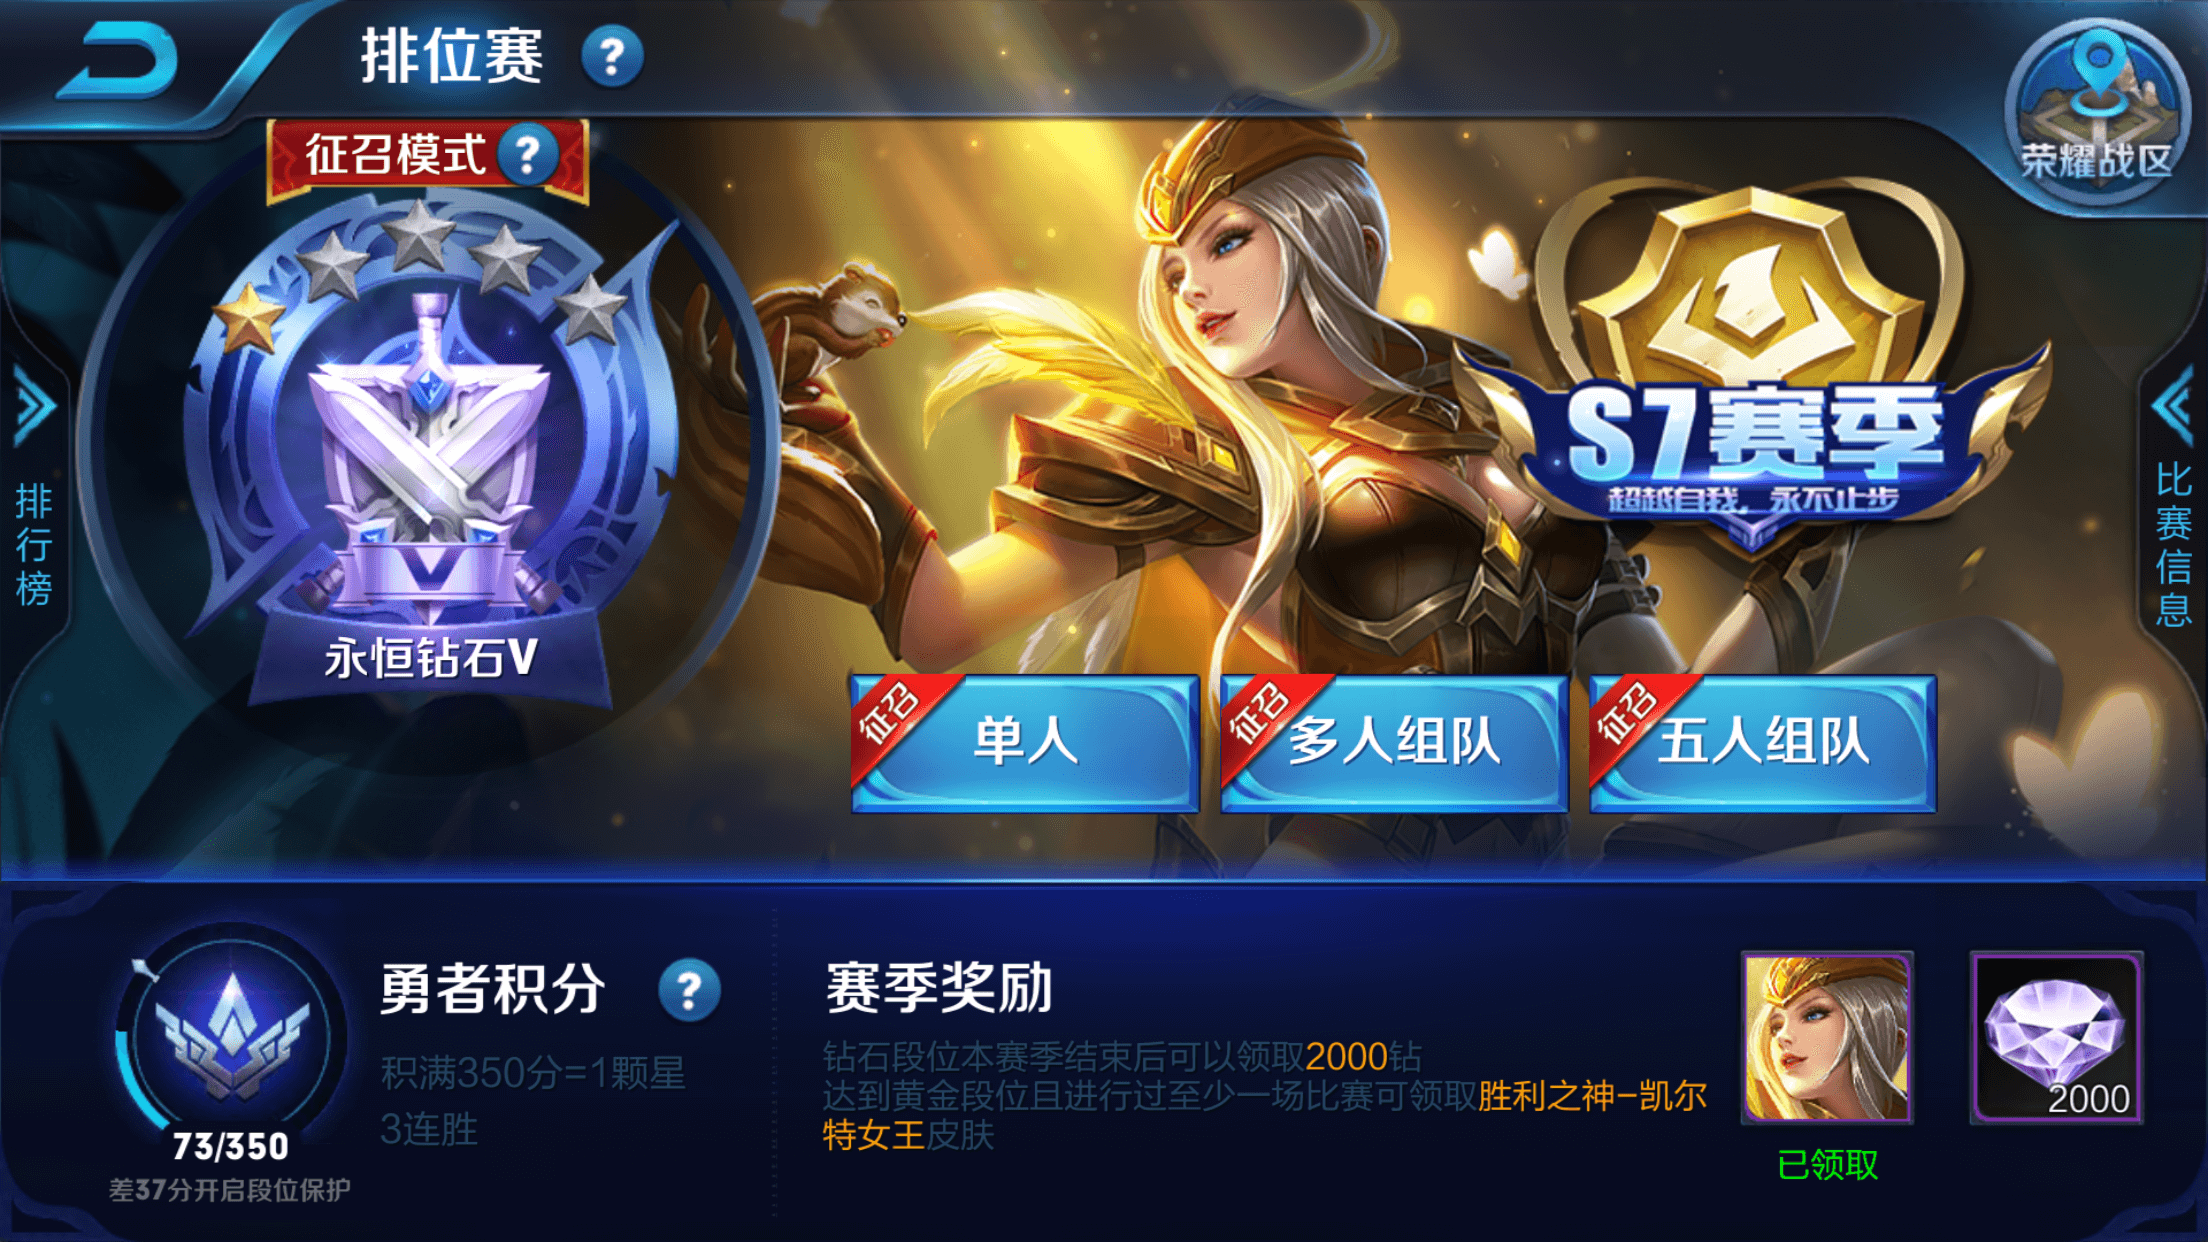 排位赛 ?
荣耀战区
征召模式 ?
S7赛季
超越自我，永不止步
排行榜
比赛信息
V
永恒钻石V
征召 单人
征召 多人组队
征召 五人组队
勇者积分 ?
积满350分=1颗星
3连胜
73/350
差37分开启段位保护
赛季奖励
钻石段位本赛季结束后可以领取2000钻
达到黄金段位且进行过至少一场比赛可领取胜利之神-凯尔
特女王皮肤
已领取
2000